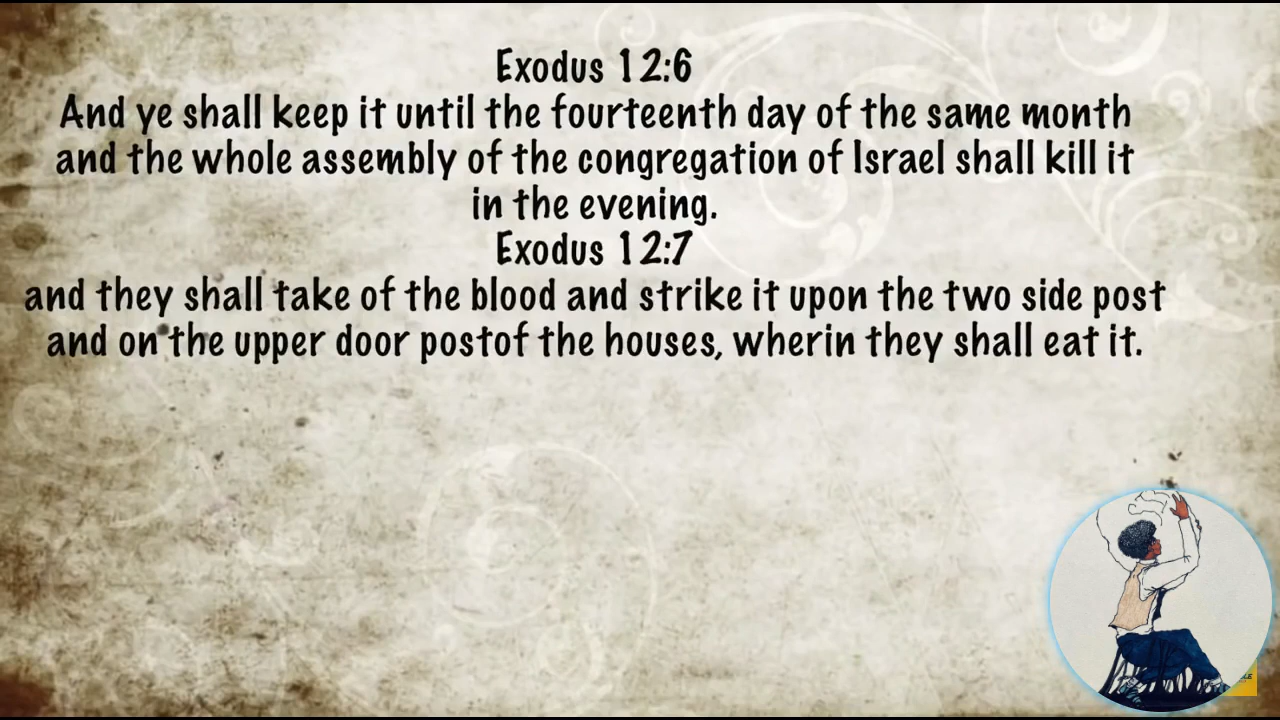 Exodus 12:6
And ye shall keep it until the fourteenth day of the same month
and the whole assembly of the congregation of Israel shall kill it
in the evening.
Exodus 12:7
and they shall take of the blood and strike it upon the two side post
and on the upper door postof the houses, wherin they shall eat it.